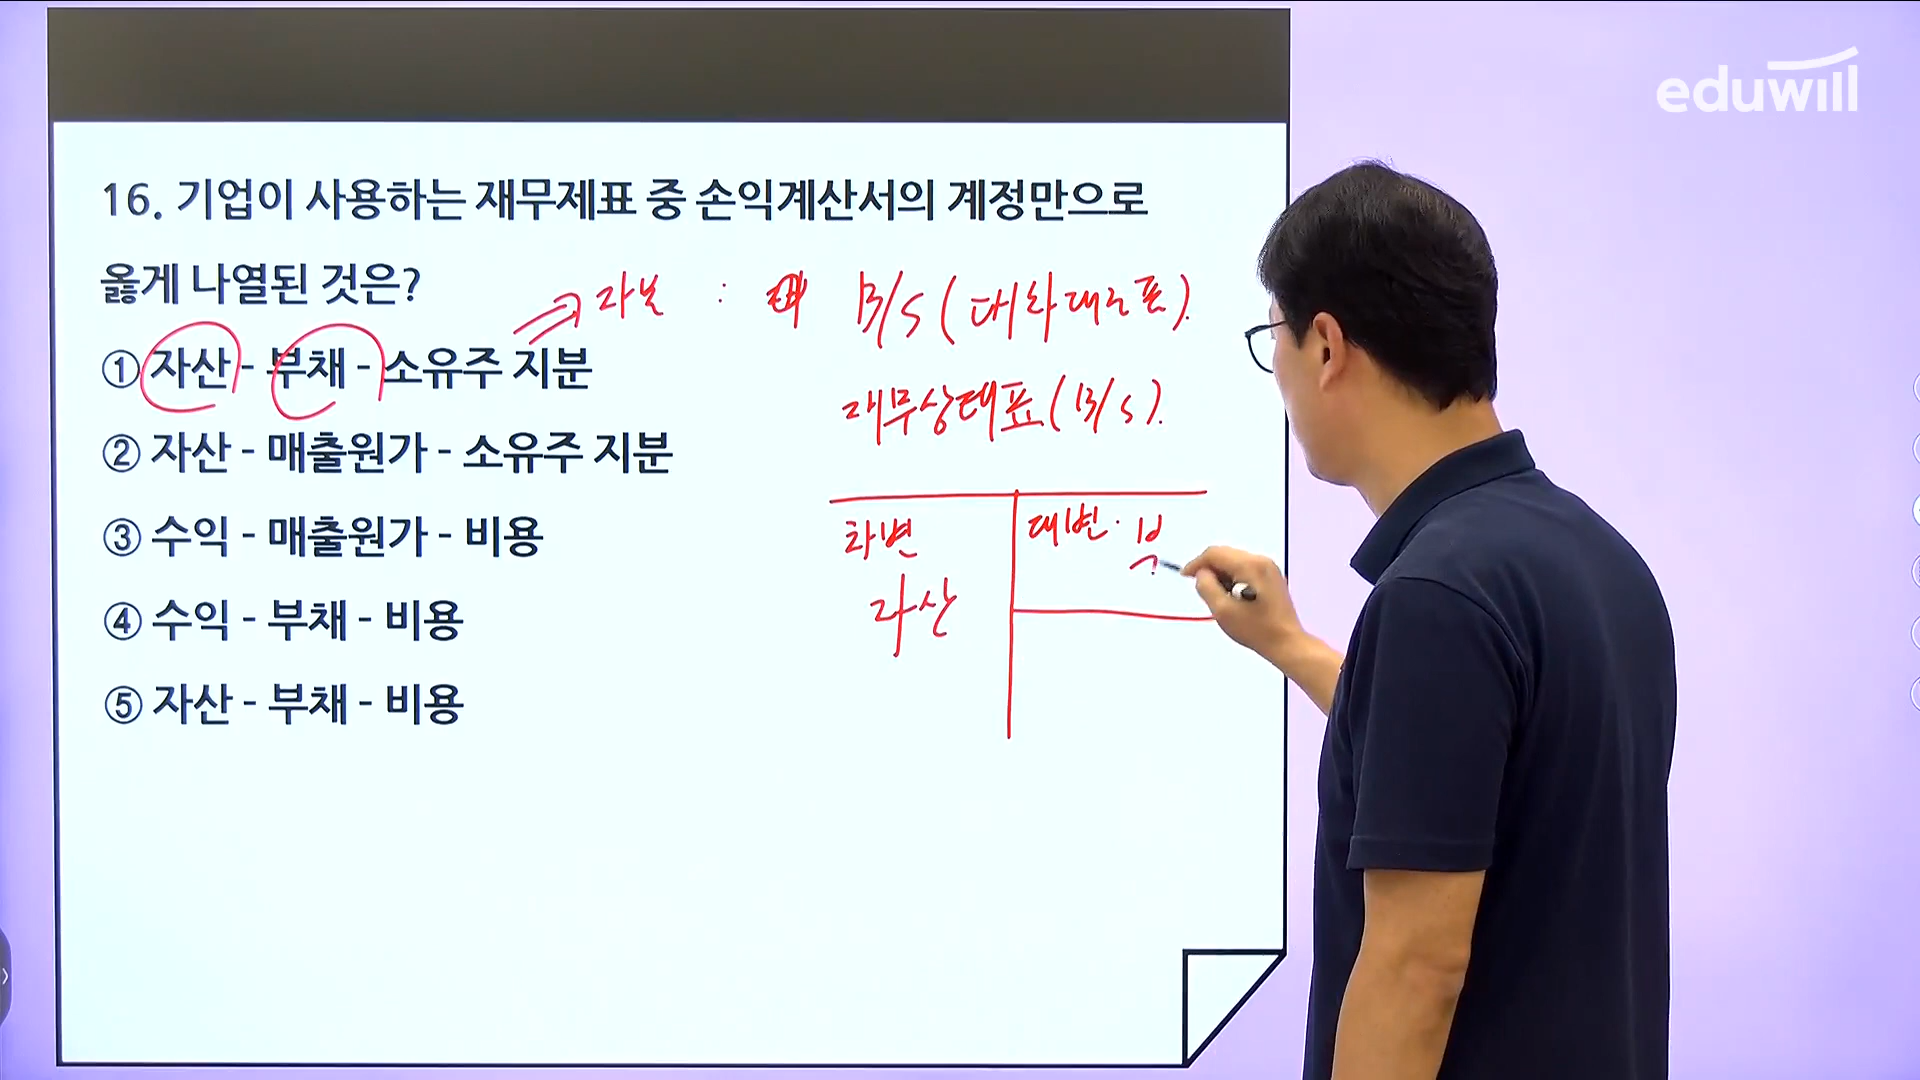 eduwill
16. 기업이 사용하는 재무제표 중 손익계산서의 계정만으로
옳게 나열된 것은?
자본 : B/S (대차대조표).
① 자산 - 부채 - 소유주 지분
재무상태표 (B/S).
② 자산 - 매출원가 - 소유주 지분
차변 대변. 부
③ 수익 - 매출원가 - 비용
자산
④ 수익 - 부채 - 비용
⑤ 자산 - 부채 - 비용